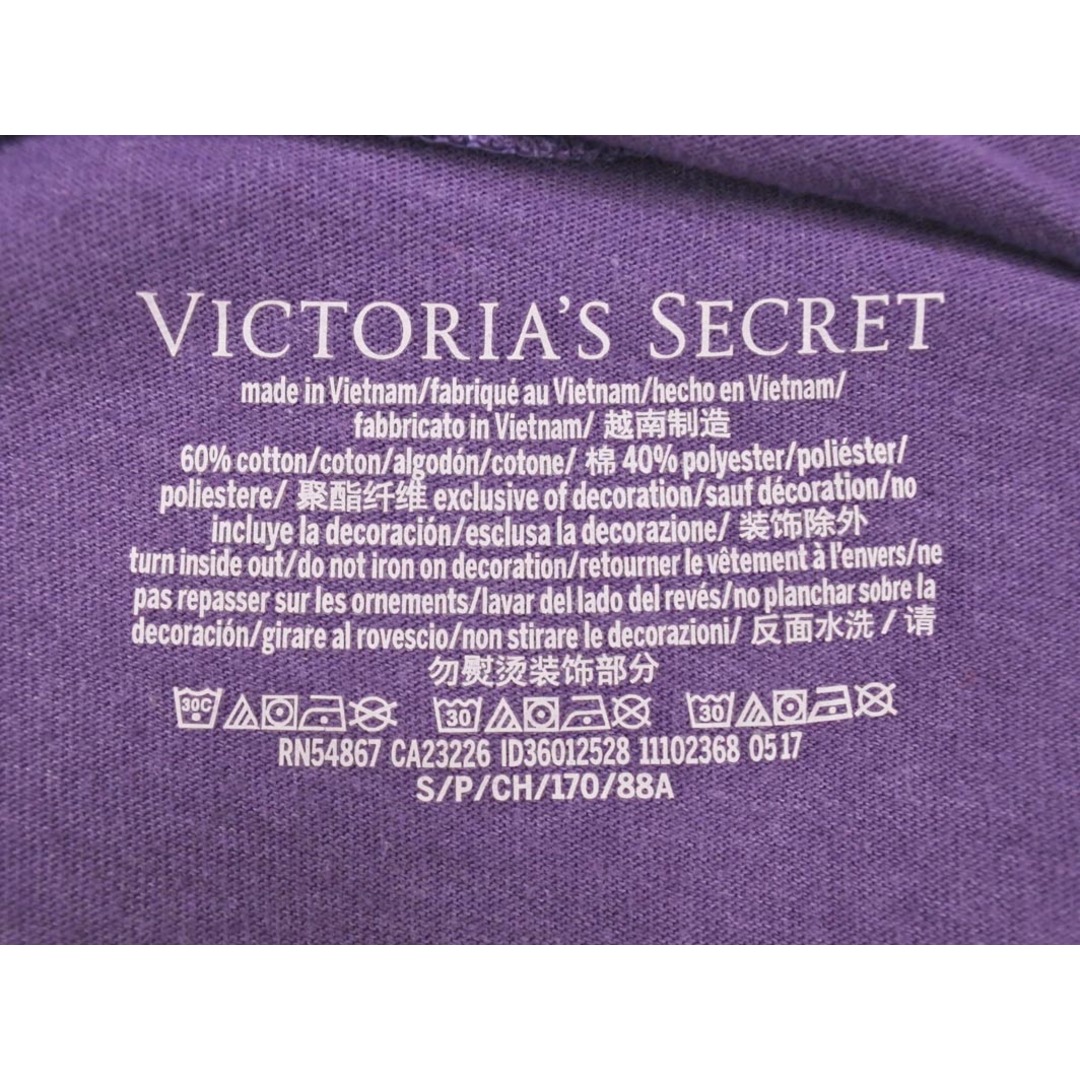 VICTORIA'S SECRET
made in Vietnam/fabriqué au Vietnam/hecho en Vietnam/
fabbricato in Vietnam/ 越南制造
60% cotton/coton/algodón/cotone/ 棉 40% polyester/poliéster/
poliestere/ 聚酯纤维 exclusive of decoration/sauf décoration/no
incluye la decoración/esclusa la decorazione/ 装饰除外
turn inside out/do not iron on decoration/retourner le vêtement à l'envers/ne
pas repasser sur les ornements/lavar del lado del revés/no planchar sobre la
decoración/girare al rovescio/non stirare le decorazioni/ 反面水洗 / 请
勿熨烫装饰部分
30C 30 30
RN54867 CA23226 ID36012528 11102368 0517
S/P/CH/170/88A